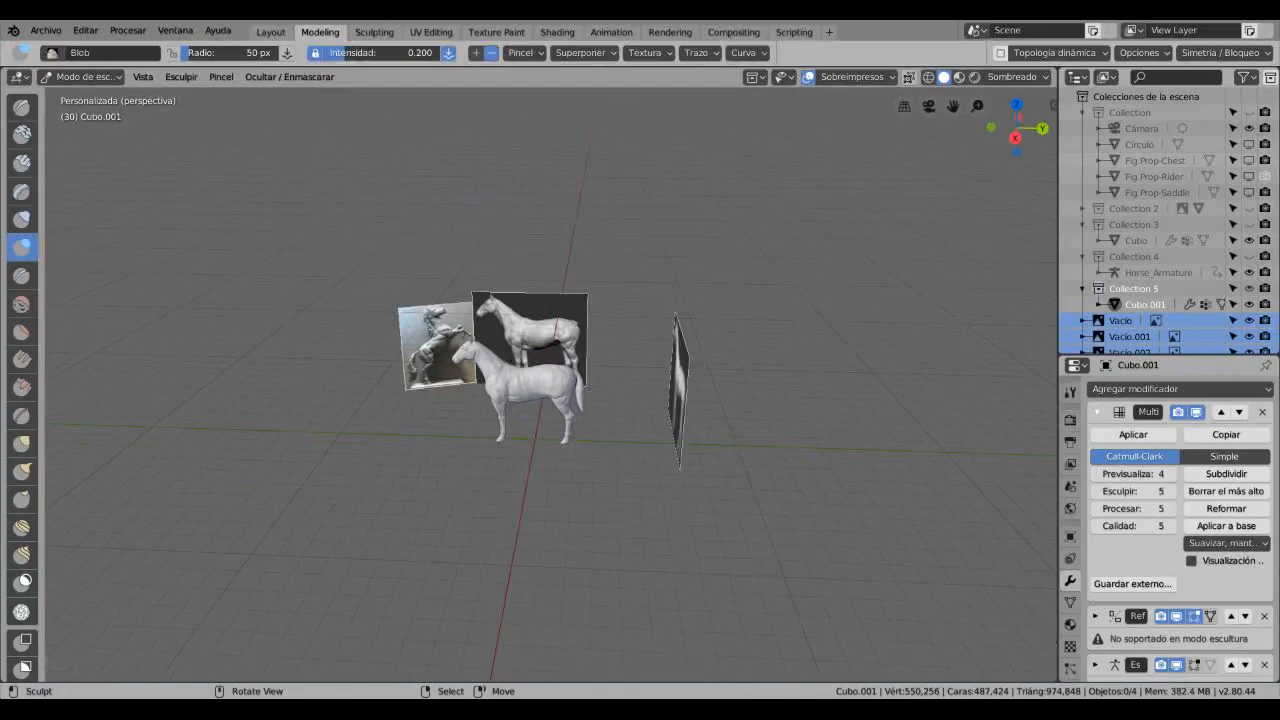 Archivo Editar Procesar Ventana Ayuda Layout Modeling Sculpting UV Editing Texture Paint Shading Animation Rendering Compositing Scripting + Scene View Layer
Blob Radio: 50 px Intensidad: 0.200 Pincel Superponer Textura Trazo Curva Topología dinámica Opciones Simetría / Bloqueo
Modo de esc... Vista Esculpir Pincel Ocultar / Enmascarar Sobreimpresos Sombreado
Personalizada (perspectiva)
(30) Cubo.001
Z
Y
X
Colecciones de la escena
Collection
Cámara
Círculo
Fig.Prop-Chest
Fig.Prop-Rider
Fig.Prop-Saddle
Collection 2
Collection 3
Cubo
Collection 4
Horse_Armature
Collection 5
Cubo.001
Vacío
Vacío.001
Cubo.001
Agregar modificador
Multi
Aplicar Copiar
Catmull-Clark Simple
Previsualiza: 4 Subdividir
Esculpir: 5 Borrar el más alto
Procesar: 5 Reformar
Calidad: 5 Aplicar a base
Suavizar, mant..
Visualización ..
Guardar externo...
Ref
No soportado en modo escultura
Es
Sculpt Rotate View Select Move Cubo.001 | Vért:550,256 | Caras:487,424 | Triáng:974,848 | Objetos:0/4 | Mem: 382.4 MB | v2.80.44